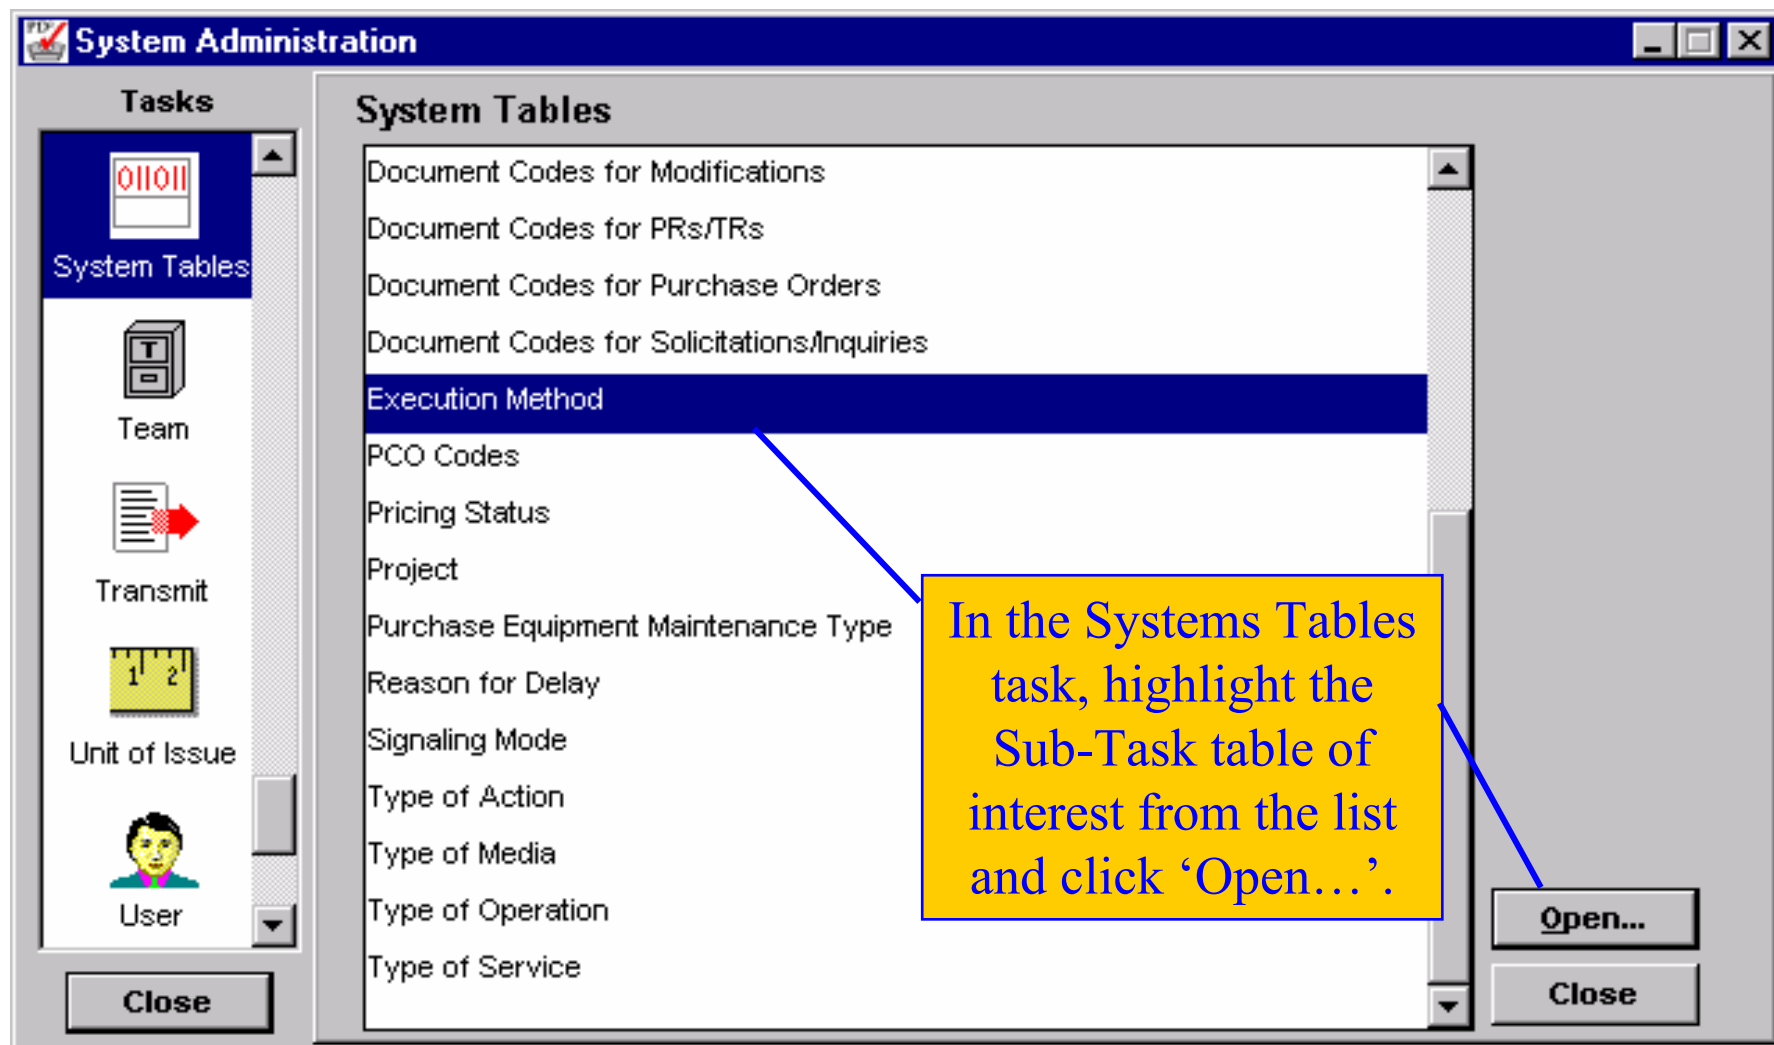 PDF
System Administration
Tasks
System Tables
Team
Transmit
1 2
Unit of Issue
User
Close
System Tables
Document Codes for Modifications
Document Codes for PRs/TRs
Document Codes for Purchase Orders
Document Codes for Solicitations/Inquiries
Execution Method
PCO Codes
Pricing Status
Project
Purchase Equipment Maintenance Type
Reason for Delay
Signaling Mode
Type of Action
Type of Media
Type of Operation
Type of Service
In the Systems Tables
task, highlight the
Sub-Task table of
interest from the list
and click ‘Open…’.
Open...
Close
011011
T